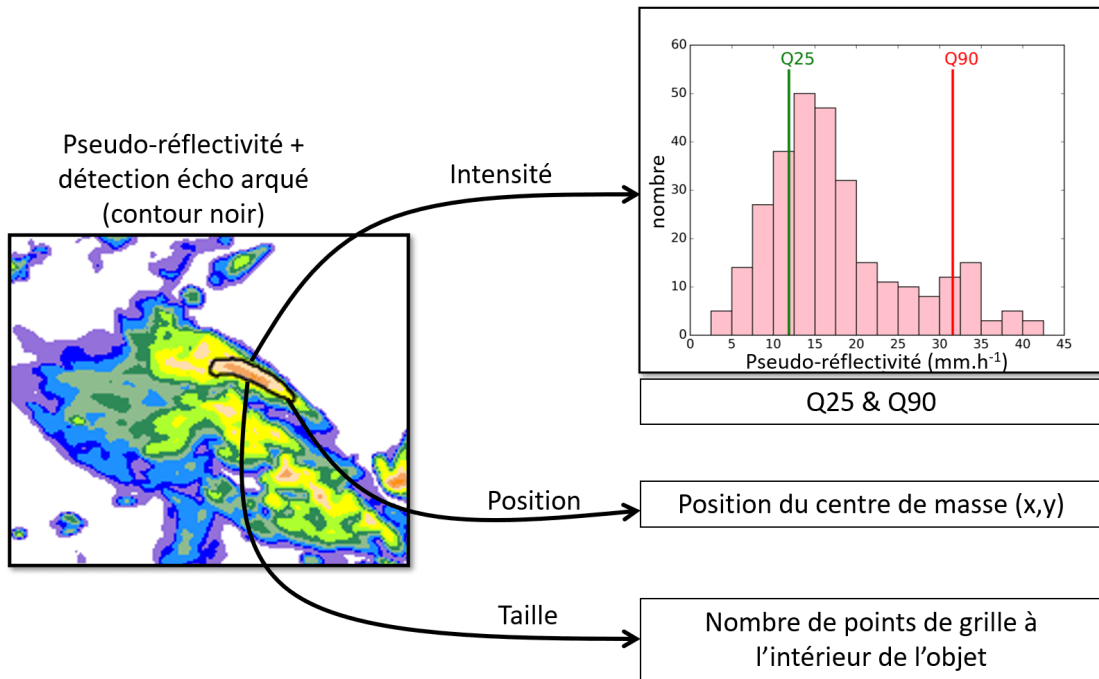 Pseudo-réflectivité +
détection écho arqué
(contour noir)
Intensité
Position
Taille
60
50
40
30
20
10
0
nombre
Q25
Q90
0 5 10 15 20 25 30 35 40 45
Pseudo-réflectivité (mm.h⁻¹)
Q25 & Q90
Position du centre de masse (x,y)
Nombre de points de grille à
l'intérieur de l'objet